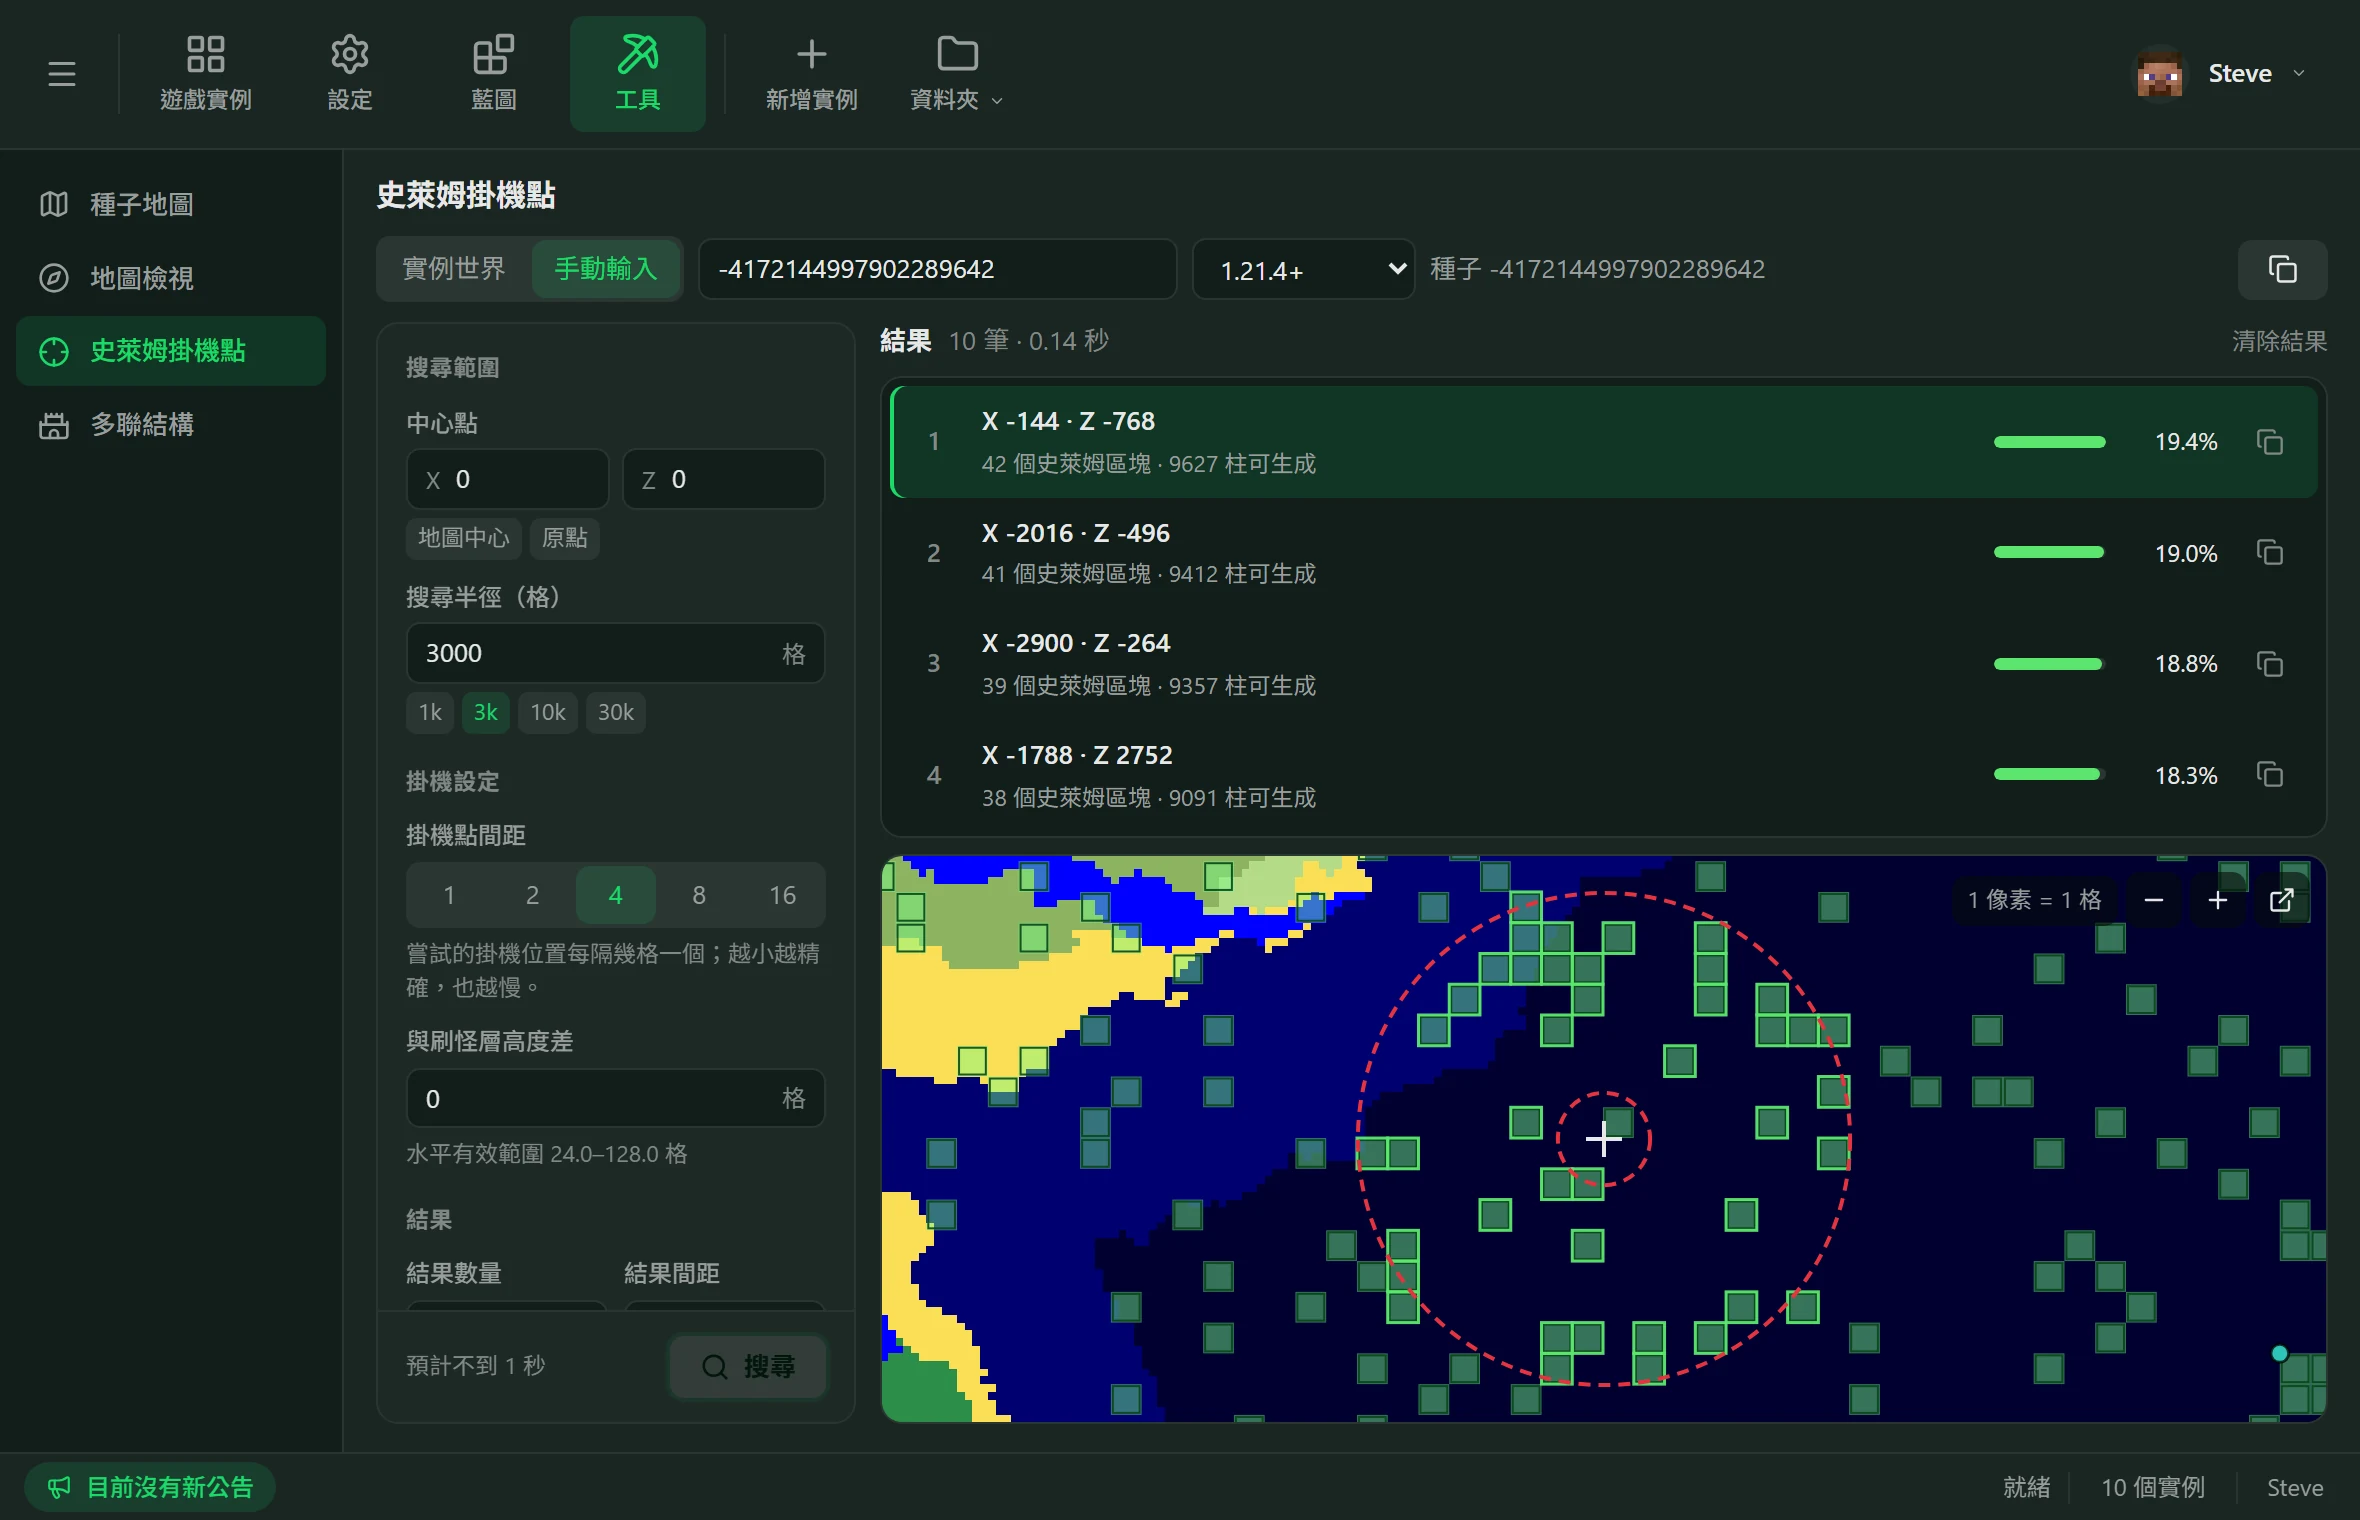 遊戲實例
設定
藍圖
工具
新增實例
資料夾
Steve
種子地圖
地圖檢視
史萊姆掛機點
多聯結構
史萊姆掛機點
實例世界
手動輸入
-4172144997902289642
1.21.4+
種子 -4172144997902289642
搜尋範圍
中心點
X 0
Z 0
地圖中心
原點
搜尋半徑（格）
3000 格
1k
3k
10k
30k
掛機設定
掛機點間距
1
2
4
8
16
嘗試的掛機位置每隔幾格一個；越小越精
確，也越慢。
與刷怪層高度差
0 格
水平有效範圍 24.0–128.0 格
結果
結果數量
結果間距
預計不到 1 秒
搜尋
結果 10 筆 · 0.14 秒
清除結果
1
X -144 · Z -768
42 個史萊姆區塊 · 9627 柱可生成
19.4%
2
X -2016 · Z -496
41 個史萊姆區塊 · 9412 柱可生成
19.0%
3
X -2900 · Z -264
39 個史萊姆區塊 · 9357 柱可生成
18.8%
4
X -1788 · Z 2752
38 個史萊姆區塊 · 9091 柱可生成
18.3%
1 像素 = 1 格
目前沒有新公告
就緒
10 個實例
Steve